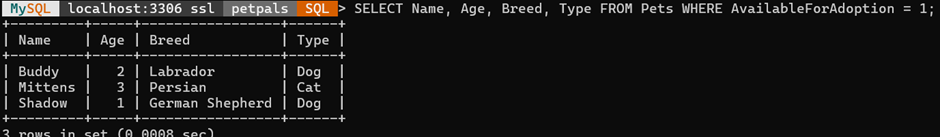 MySQL localhost:3306 ssl petpals SQL> SELECT Name, Age, Breed, Type FROM Pets WHERE AvailableForAdoption = 1;
+---------+-----+-----------------+------+
| Name    | Age | Breed           | Type |
+---------+-----+-----------------+------+
| Buddy   |   2 | Labrador        | Dog  |
| Mittens |   3 | Persian         | Cat  |
| Shadow  |   1 | German Shepherd | Dog  |
+---------+-----+-----------------+------+
3 rows in set (0.0008 sec)